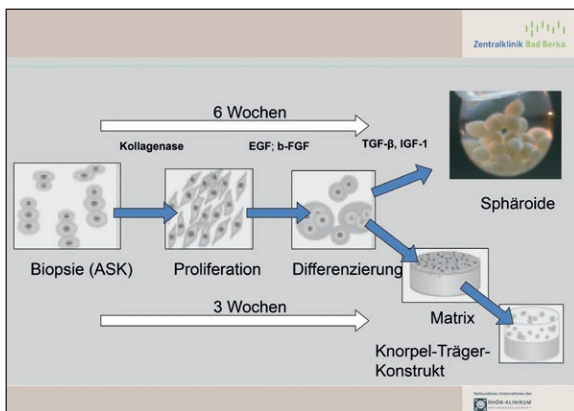 Zentralklinik Bad Berka
6 Wochen
Kollagenase
EGF; b-FGF
TGF-β, IGF-1
Sphäroide
Biopsie (ASK)
Proliferation
Differenzierung
Matrix
3 Wochen
Knorpel-Träger-
Konstrukt
RHÖN-KLINIKUM